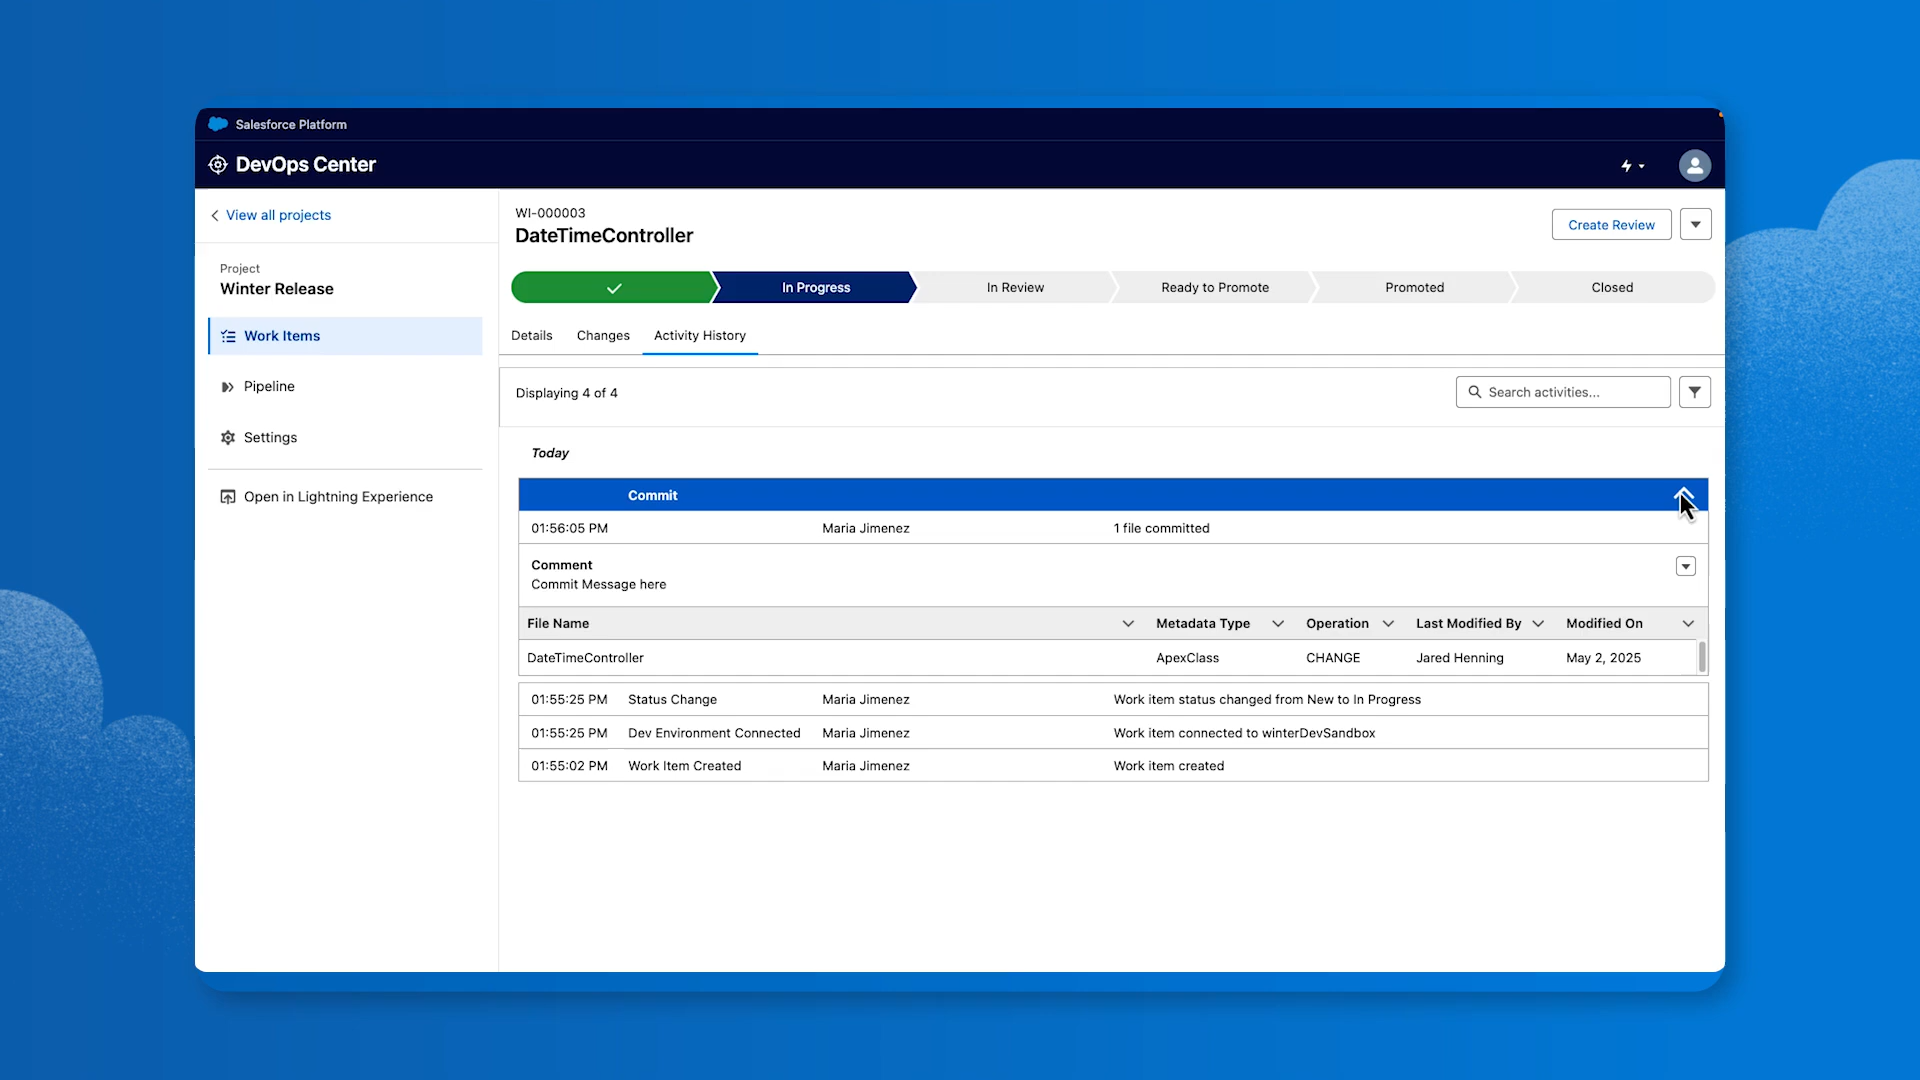 Salesforce Platform
DevOps Center
View all projects
Project
Winter Release
Work Items
Pipeline
Settings
Open in Lightning Experience
WI-000003
DateTimeController
Create Review
In Progress
In Review
Ready to Promote
Promoted
Closed
Details Changes Activity History
Displaying 4 of 4
Search activities...
Today
Commit
01:56:05 PM Maria Jimenez 1 file committed
Comment
Commit Message here
File Name Metadata Type Operation Last Modified By Modified On
DateTimeController ApexClass CHANGE Jared Henning May 2, 2025
01:55:25 PM Status Change Maria Jimenez Work item status changed from New to In Progress
01:55:25 PM Dev Environment Connected Maria Jimenez Work item connected to winterDevSandbox
01:55:02 PM Work Item Created Maria Jimenez Work item created